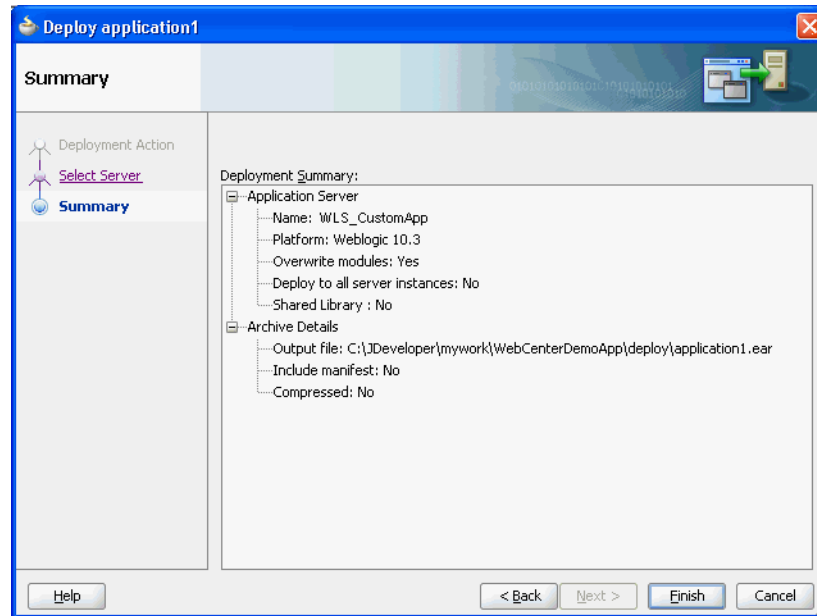 Deploy application1
Summary
0101010101010101010101010101
Deployment Action
Select Server
Summary
Deployment Summary:
Application Server
Name: WLS_CustomApp
Platform: Weblogic 10.3
Overwrite modules: Yes
Deploy to all server instances: No
Shared Library : No
Archive Details
Output file: C:\JDeveloper\mywork\WebCenterDemoApp\deploy\application1.ear
Include manifest: No
Compressed: No
Help
< Back
Next >
Finish
Cancel